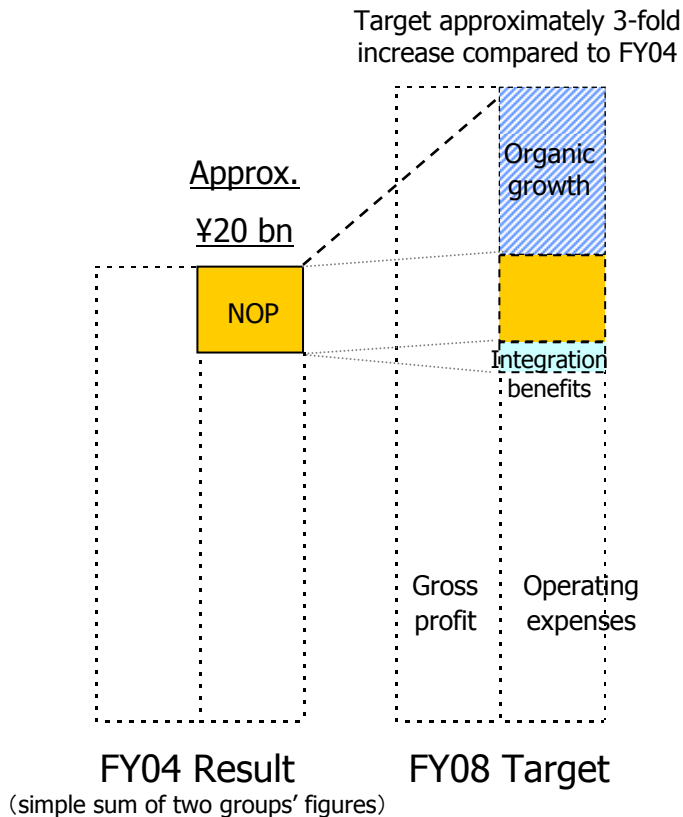 Target approximately 3-fold
increase compared to FY04
Organic
growth
Approx.
¥20 bn
NOP
Integration
benefits
Gross
profit
Operating
expenses
FY04 Result
（simple sum of two groups’ figures）
FY08 Target